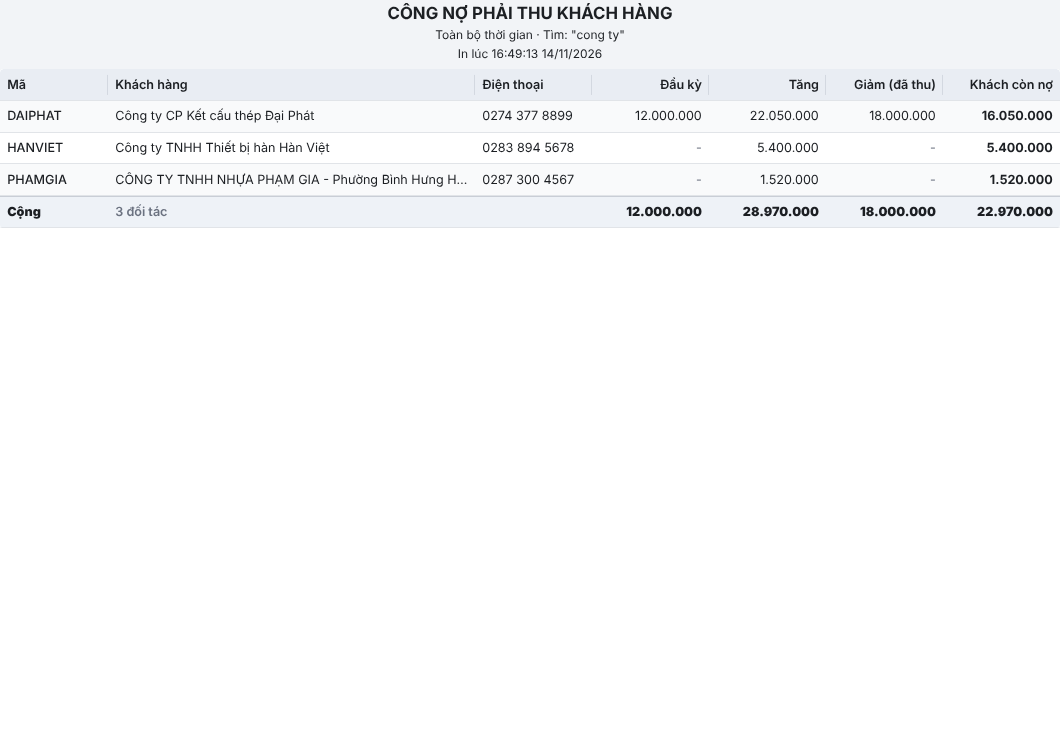 CÔNG NỢ PHẢI THU KHÁCH HÀNG
Toàn bộ thời gian · Tìm: "cong ty"
In lúc 16:49:13 14/11/2026
Mã Khách hàng Điện thoại Đầu kỳ Tăng Giảm (đã thu) Khách còn nợ
DAIPHAT Công ty CP Kết cấu thép Đại Phát 0274 377 8899 12.000.000 22.050.000 18.000.000 16.050.000
HANVIET Công ty TNHH Thiết bị hàn Hàn Việt 0283 894 5678 - 5.400.000 - 5.400.000
PHAMGIA CÔNG TY TNHH NHỰA PHẠM GIA - Phường Bình Hưng H... 0287 300 4567 - 1.520.000 - 1.520.000
Cộng 3 đối tác 12.000.000 28.970.000 18.000.000 22.970.000